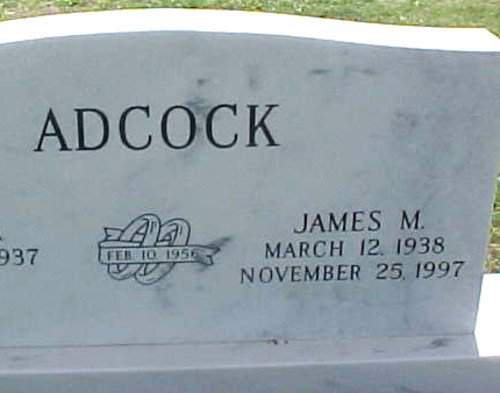 ADCOCK
937
FEB. 10, 1956
JAMES M.
MARCH 12, 1938
NOVEMBER 25, 1997